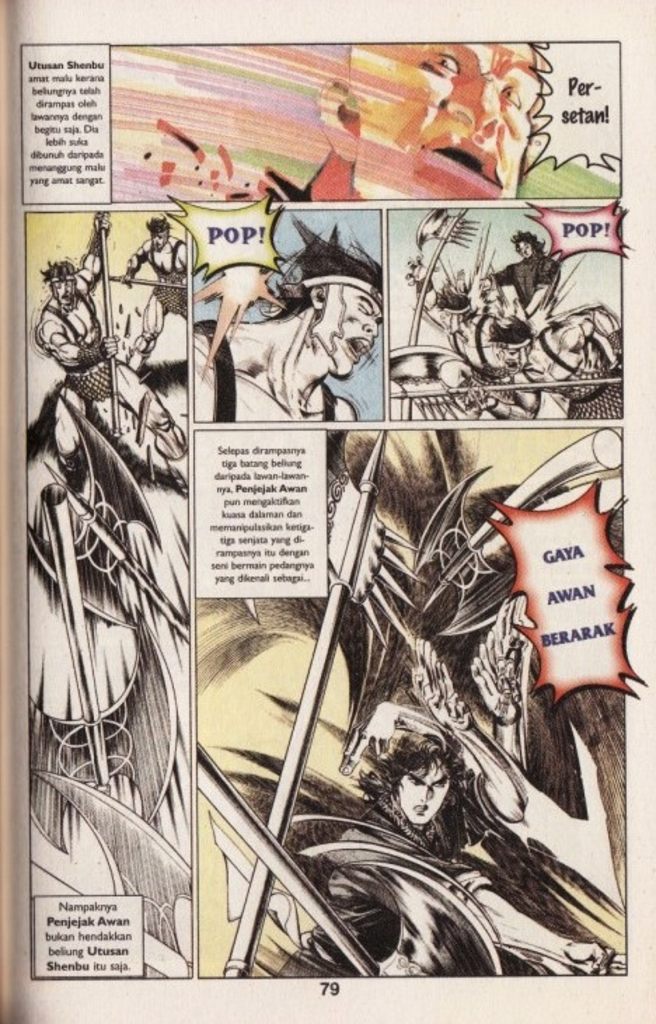 Utusan Shenbu
amat malu kerana
beliungnya telah
dirampas oleh
lawannya dengan
begitu saja. Dia
lebih suka
dibunuh daripada
menanggung malu
yang amat sangat.
Per-
setan!
POP!
POP!
Nampaknya
Penjejak Awan
bukan hendakkan
beliung Utusan
Shenbu itu saja.
Selepas dirampasnya
tiga batang beliung
daripada lawan-lawan-
nya, Penjejak Awan
pun mengaktifkan
kuasa dalaman dan
memanipulasikan ketiga-
tiga senjata yang di-
rampasnya itu dengan
seni bermain pedangnya
yang dikenali sebagai...
GAYA
AWAN
BERARAK
79